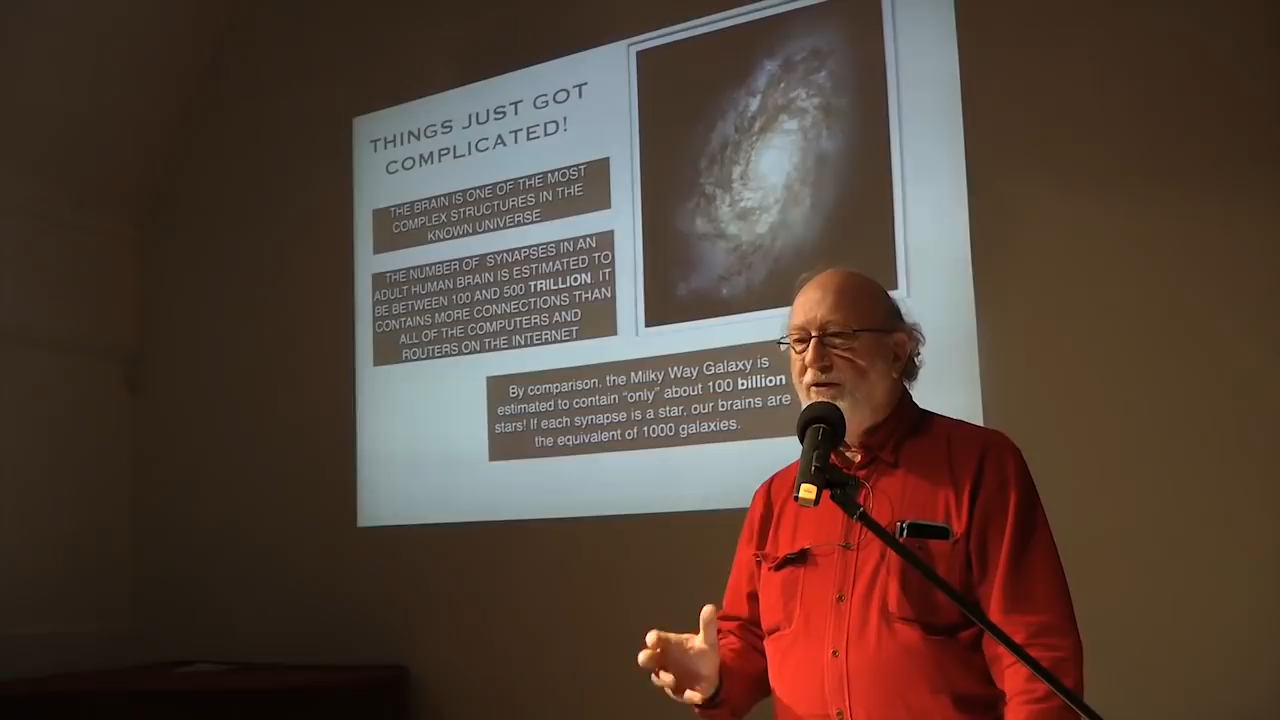 THINGS JUST GOT
COMPLICATED!
THE BRAIN IS ONE OF THE MOST
COMPLEX STRUCTURES IN THE
KNOWN UNIVERSE
THE NUMBER OF SYNAPSES IN AN
ADULT HUMAN BRAIN IS ESTIMATED TO
BE BETWEEN 100 AND 500 TRILLION. IT
CONTAINS MORE CONNECTIONS THAN
ALL OF THE COMPUTERS AND
ROUTERS ON THE INTERNET
By comparison, the Milky Way Galaxy is
estimated to contain “only” about 100 billion
stars! If each synapse is a star, our brains are
the equivalent of 1000 galaxies.